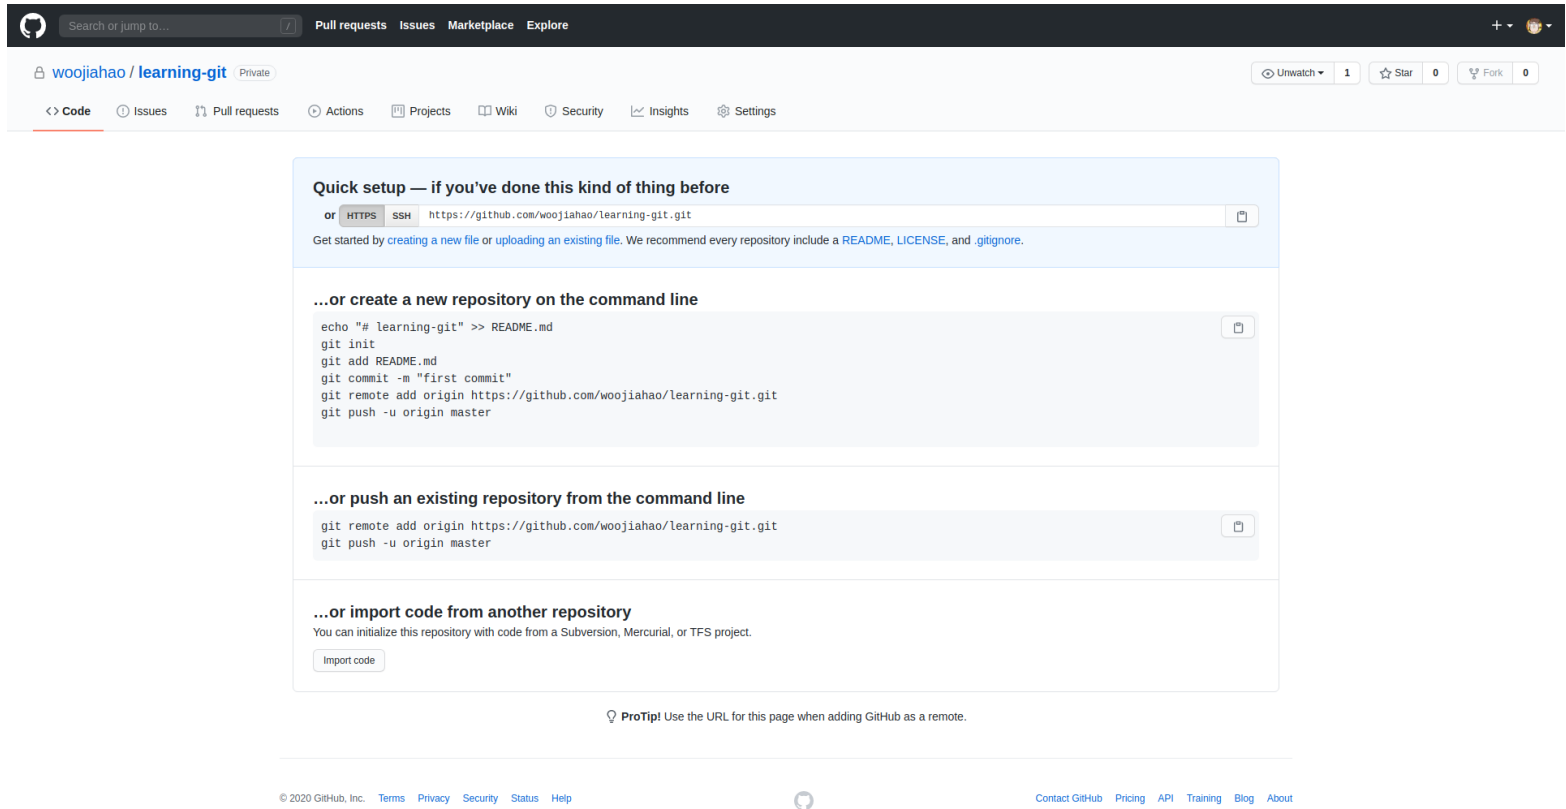 Search or jump to… /
Pull requests Issues Marketplace Explore
woojiahao / learning-git Private
Unwatch 1 Star 0 Fork 0
Code Issues Pull requests Actions Projects Wiki Security Insights Settings
Quick setup — if you’ve done this kind of thing before
or HTTPS SSH https://github.com/woojiahao/learning-git.git
Get started by creating a new file or uploading an existing file. We recommend every repository include a README, LICENSE, and .gitignore.
…or create a new repository on the command line
echo "# learning-git" >> README.md
git init
git add README.md
git commit -m "first commit"
git remote add origin https://github.com/woojiahao/learning-git.git
git push -u origin master
…or push an existing repository from the command line
git remote add origin https://github.com/woojiahao/learning-git.git
git push -u origin master
…or import code from another repository
You can initialize this repository with code from a Subversion, Mercurial, or TFS project.
Import code
ProTip! Use the URL for this page when adding GitHub as a remote.
© 2020 GitHub, Inc. Terms Privacy Security Status Help
Contact GitHub Pricing API Training Blog About